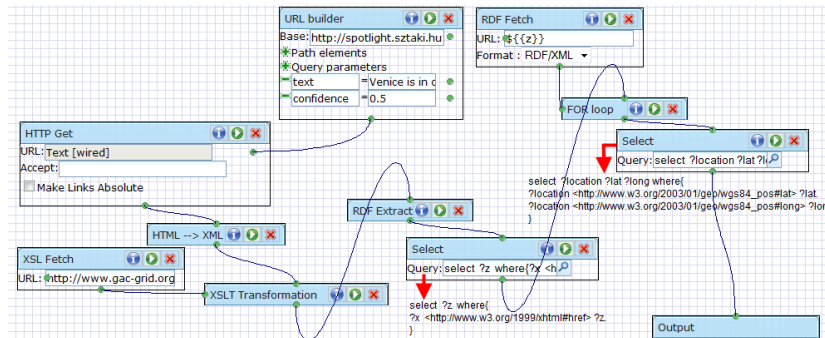 URL builder
Base: http://spotlight.sztaki.hu
Path elements
Query parameters
text =Venice is in c
confidence =0.5
RDF Fetch
URL: ${{z}}
Format : RDF/XML
FOR loop
Select
Query: select ?location ?lat ?l
select ?location ?lat ?long where{
?location <http://www.w3.org/2003/01/geo/wgs84_pos#lat> ?lat.
?location <http://www.w3.org/2003/01/geo/wgs84_pos#long> ?lon
}
HTTP Get
URL: Text [wired]
Accept:
Make Links Absolute
HTML --> XML
XSL Fetch
URL: http://www.gac-grid.org
XSLT Transformation
RDF Extract
Select
Query: select ?z where{?x <h
select ?z where{
?x <http://www.w3.org/1999/xhtml#href> ?z.
}
Output